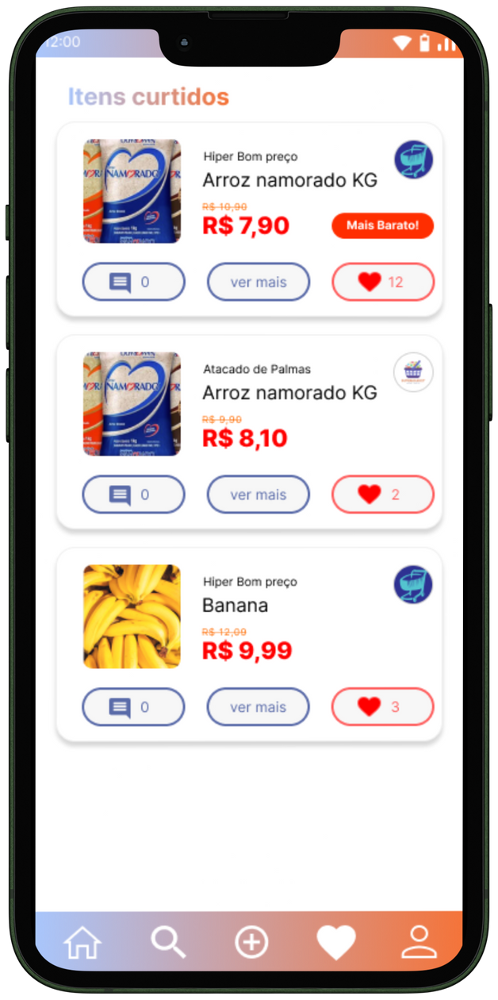 12:00
Itens curtidos
Hiper Bom preço
Arroz namorado KG
R$ 10,90
R$ 7,90
Mais Barato!
NAMORADO
0
ver mais
12
Atacado de Palmas
Arroz namorado KG
R$ 9,90
R$ 8,10
NAMORADO
0
ver mais
2
Hiper Bom preço
Banana
R$ 12,09
R$ 9,99
0
ver mais
3